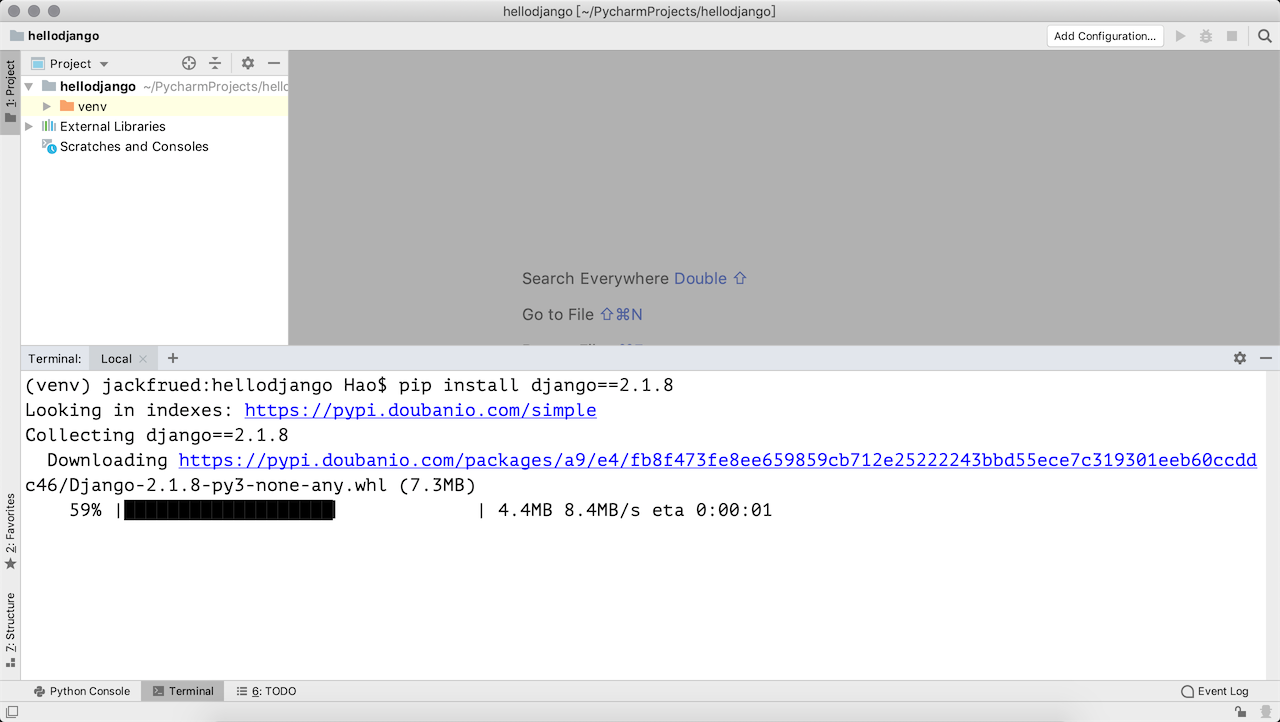 hellodjango [~/PycharmProjects/hellodjango]
hellodjango
Add Configuration...
1: Project
Project
hellodjango ~/PycharmProjects/hello
venv
External Libraries
Scratches and Consoles
Search Everywhere Double ⇧
Go to File ⇧⌘N
Terminal: Local
(venv) jackfrued:hellodjango Hao$ pip install django==2.1.8
Looking in indexes: https://pypi.doubanio.com/simple
Collecting django==2.1.8
Downloading https://pypi.doubanio.com/packages/a9/e4/fb8f473fe8ee659859cb712e25222243bbd55ece7c319301eeb60ccdd
c46/Django-2.1.8-py3-none-any.whl (7.3MB)
59% |███████████████████ | 4.4MB 8.4MB/s eta 0:00:01
2: Favorites
7: Structure
Python Console
Terminal
6: TODO
Event Log